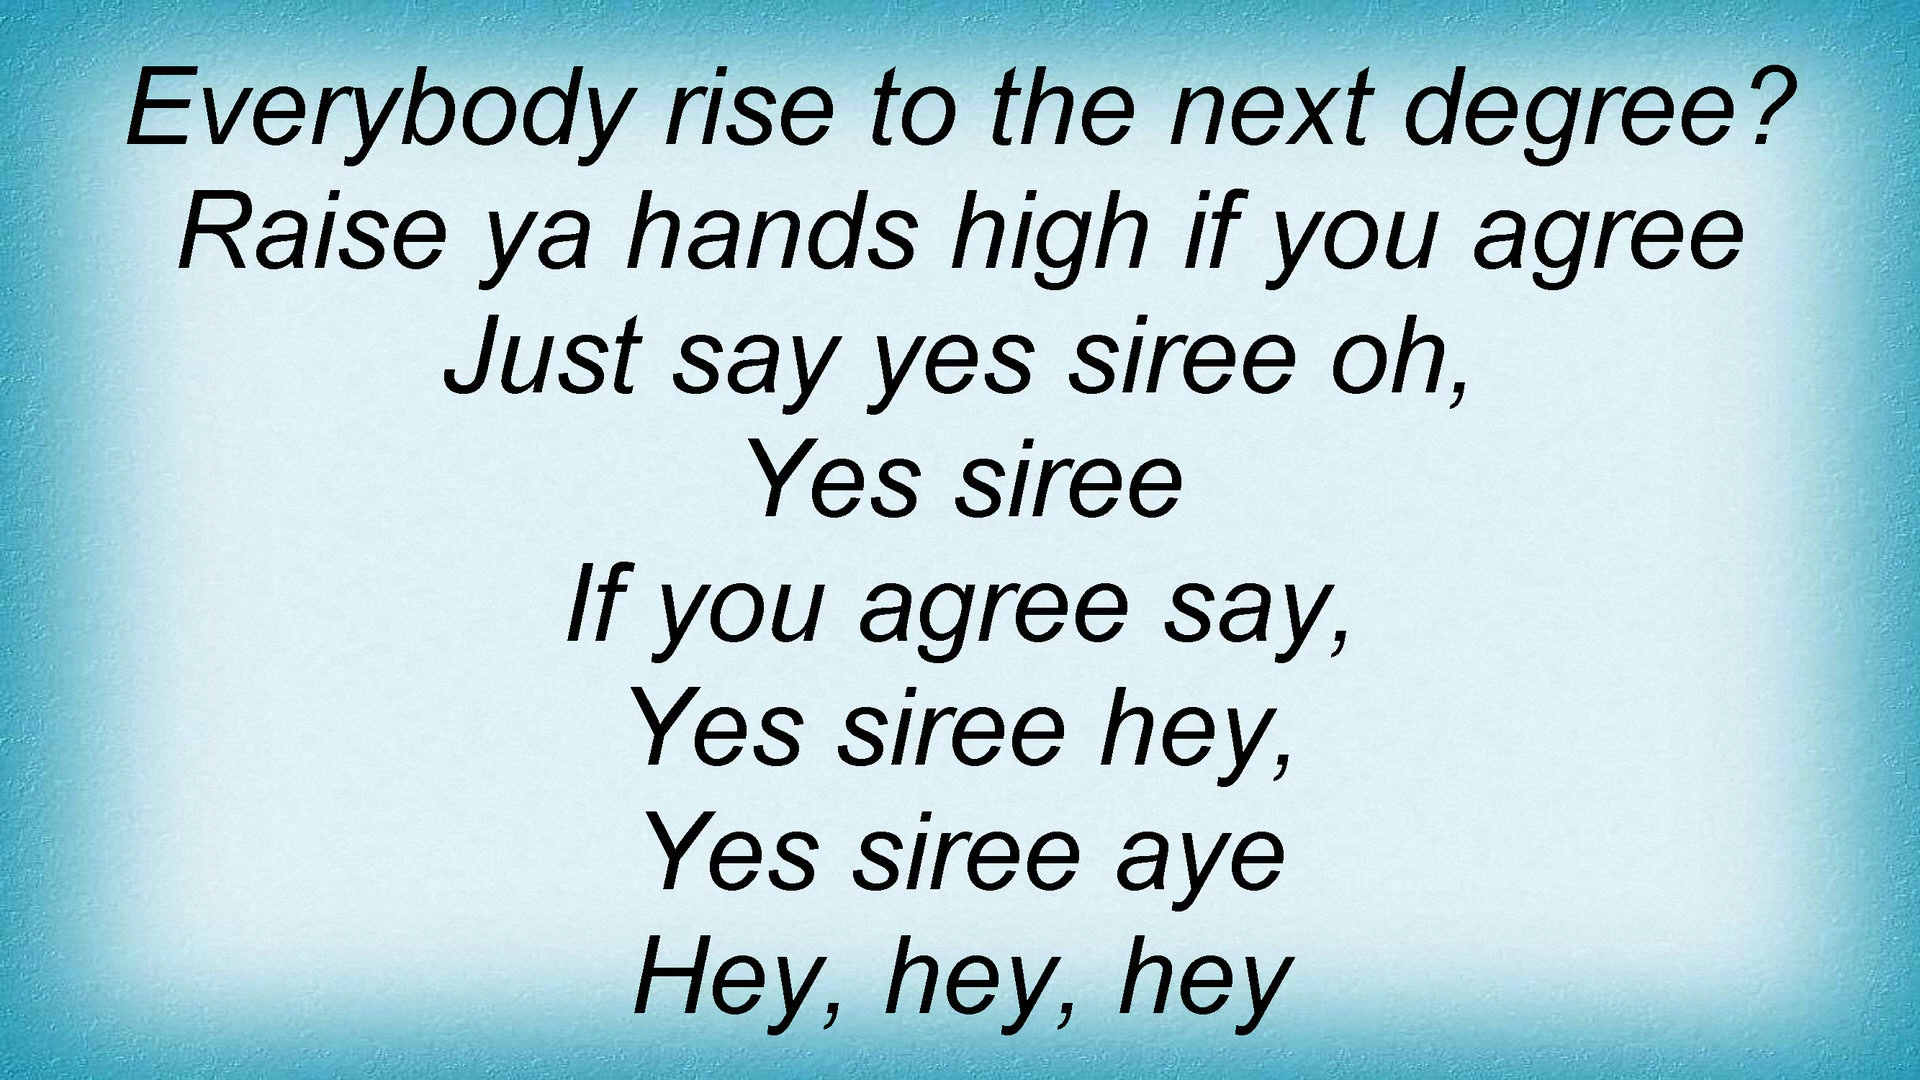 Everybody rise to the next degree?
Raise ya hands high if you agree
Just say yes siree oh,
Yes siree
If you agree say,
Yes siree hey,
Yes siree aye
Hey, hey, hey